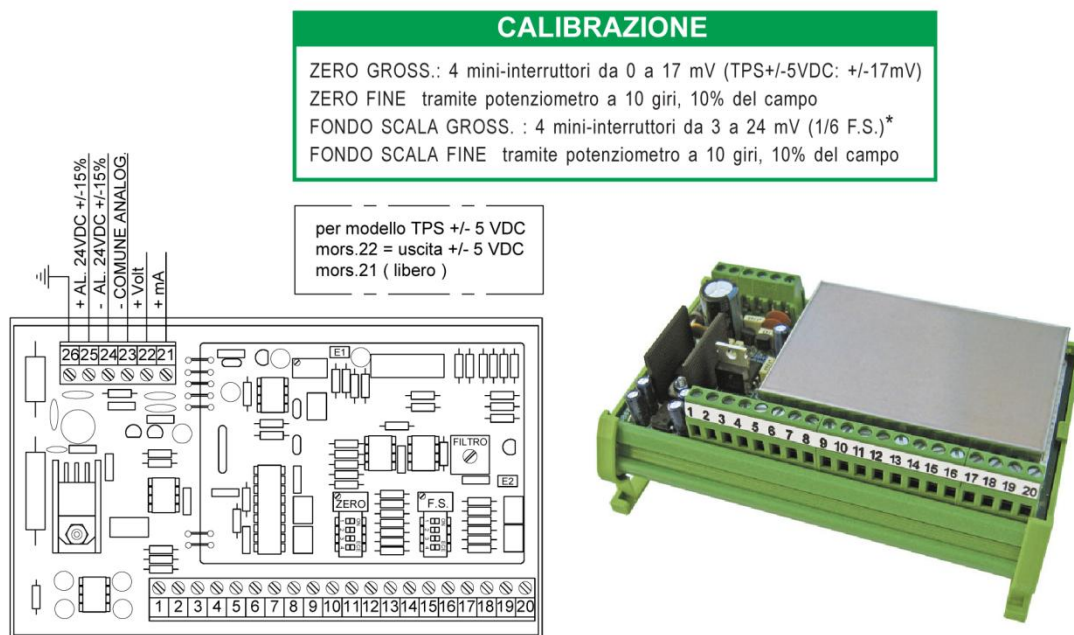 CALIBRAZIONE
ZERO GROSS.: 4 mini-interruttori da 0 a 17 mV (TPS+/-5VDC: +/-17mV)
ZERO FINE tramite potenziometro a 10 giri, 10% del campo
FONDO SCALA GROSS. : 4 mini-interruttori da 3 a 24 mV (1/6 F.S.)*
FONDO SCALA FINE tramite potenziometro a 10 giri, 10% del campo
+ AL. 24VDC +/-15%
- AL. 24VDC +/-15%
- COMUNE ANALOG.
+ Volt
+ mA
per modello TPS +/- 5 VDC
mors.22 = uscita +/- 5 VDC
mors.21 ( libero )
26 25 24 23 22 21
E1
FILTRO
E2
ZERO
F.S.
1 2 3 4 5 6 7 8 9 10 11 12 13 14 15 16 17 18 19 20
1 2 3 4 5 6 7 8 9 10 11 12 13 14 15 16 17 18 19 20